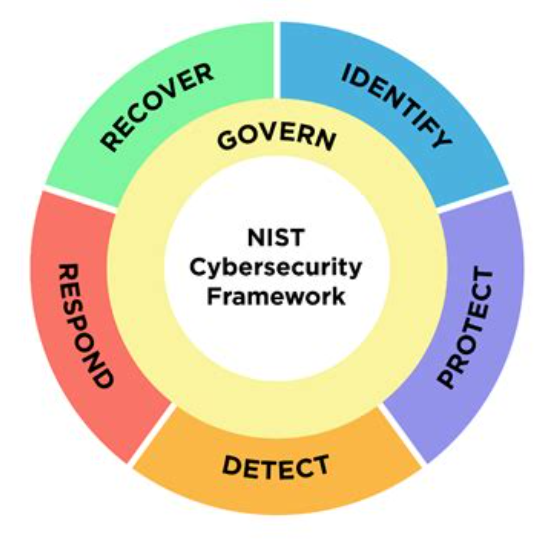 RECOVER
IDENTIFY
GOVERN
NIST
Cybersecurity
Framework
RESPOND
PROTECT
DETECT